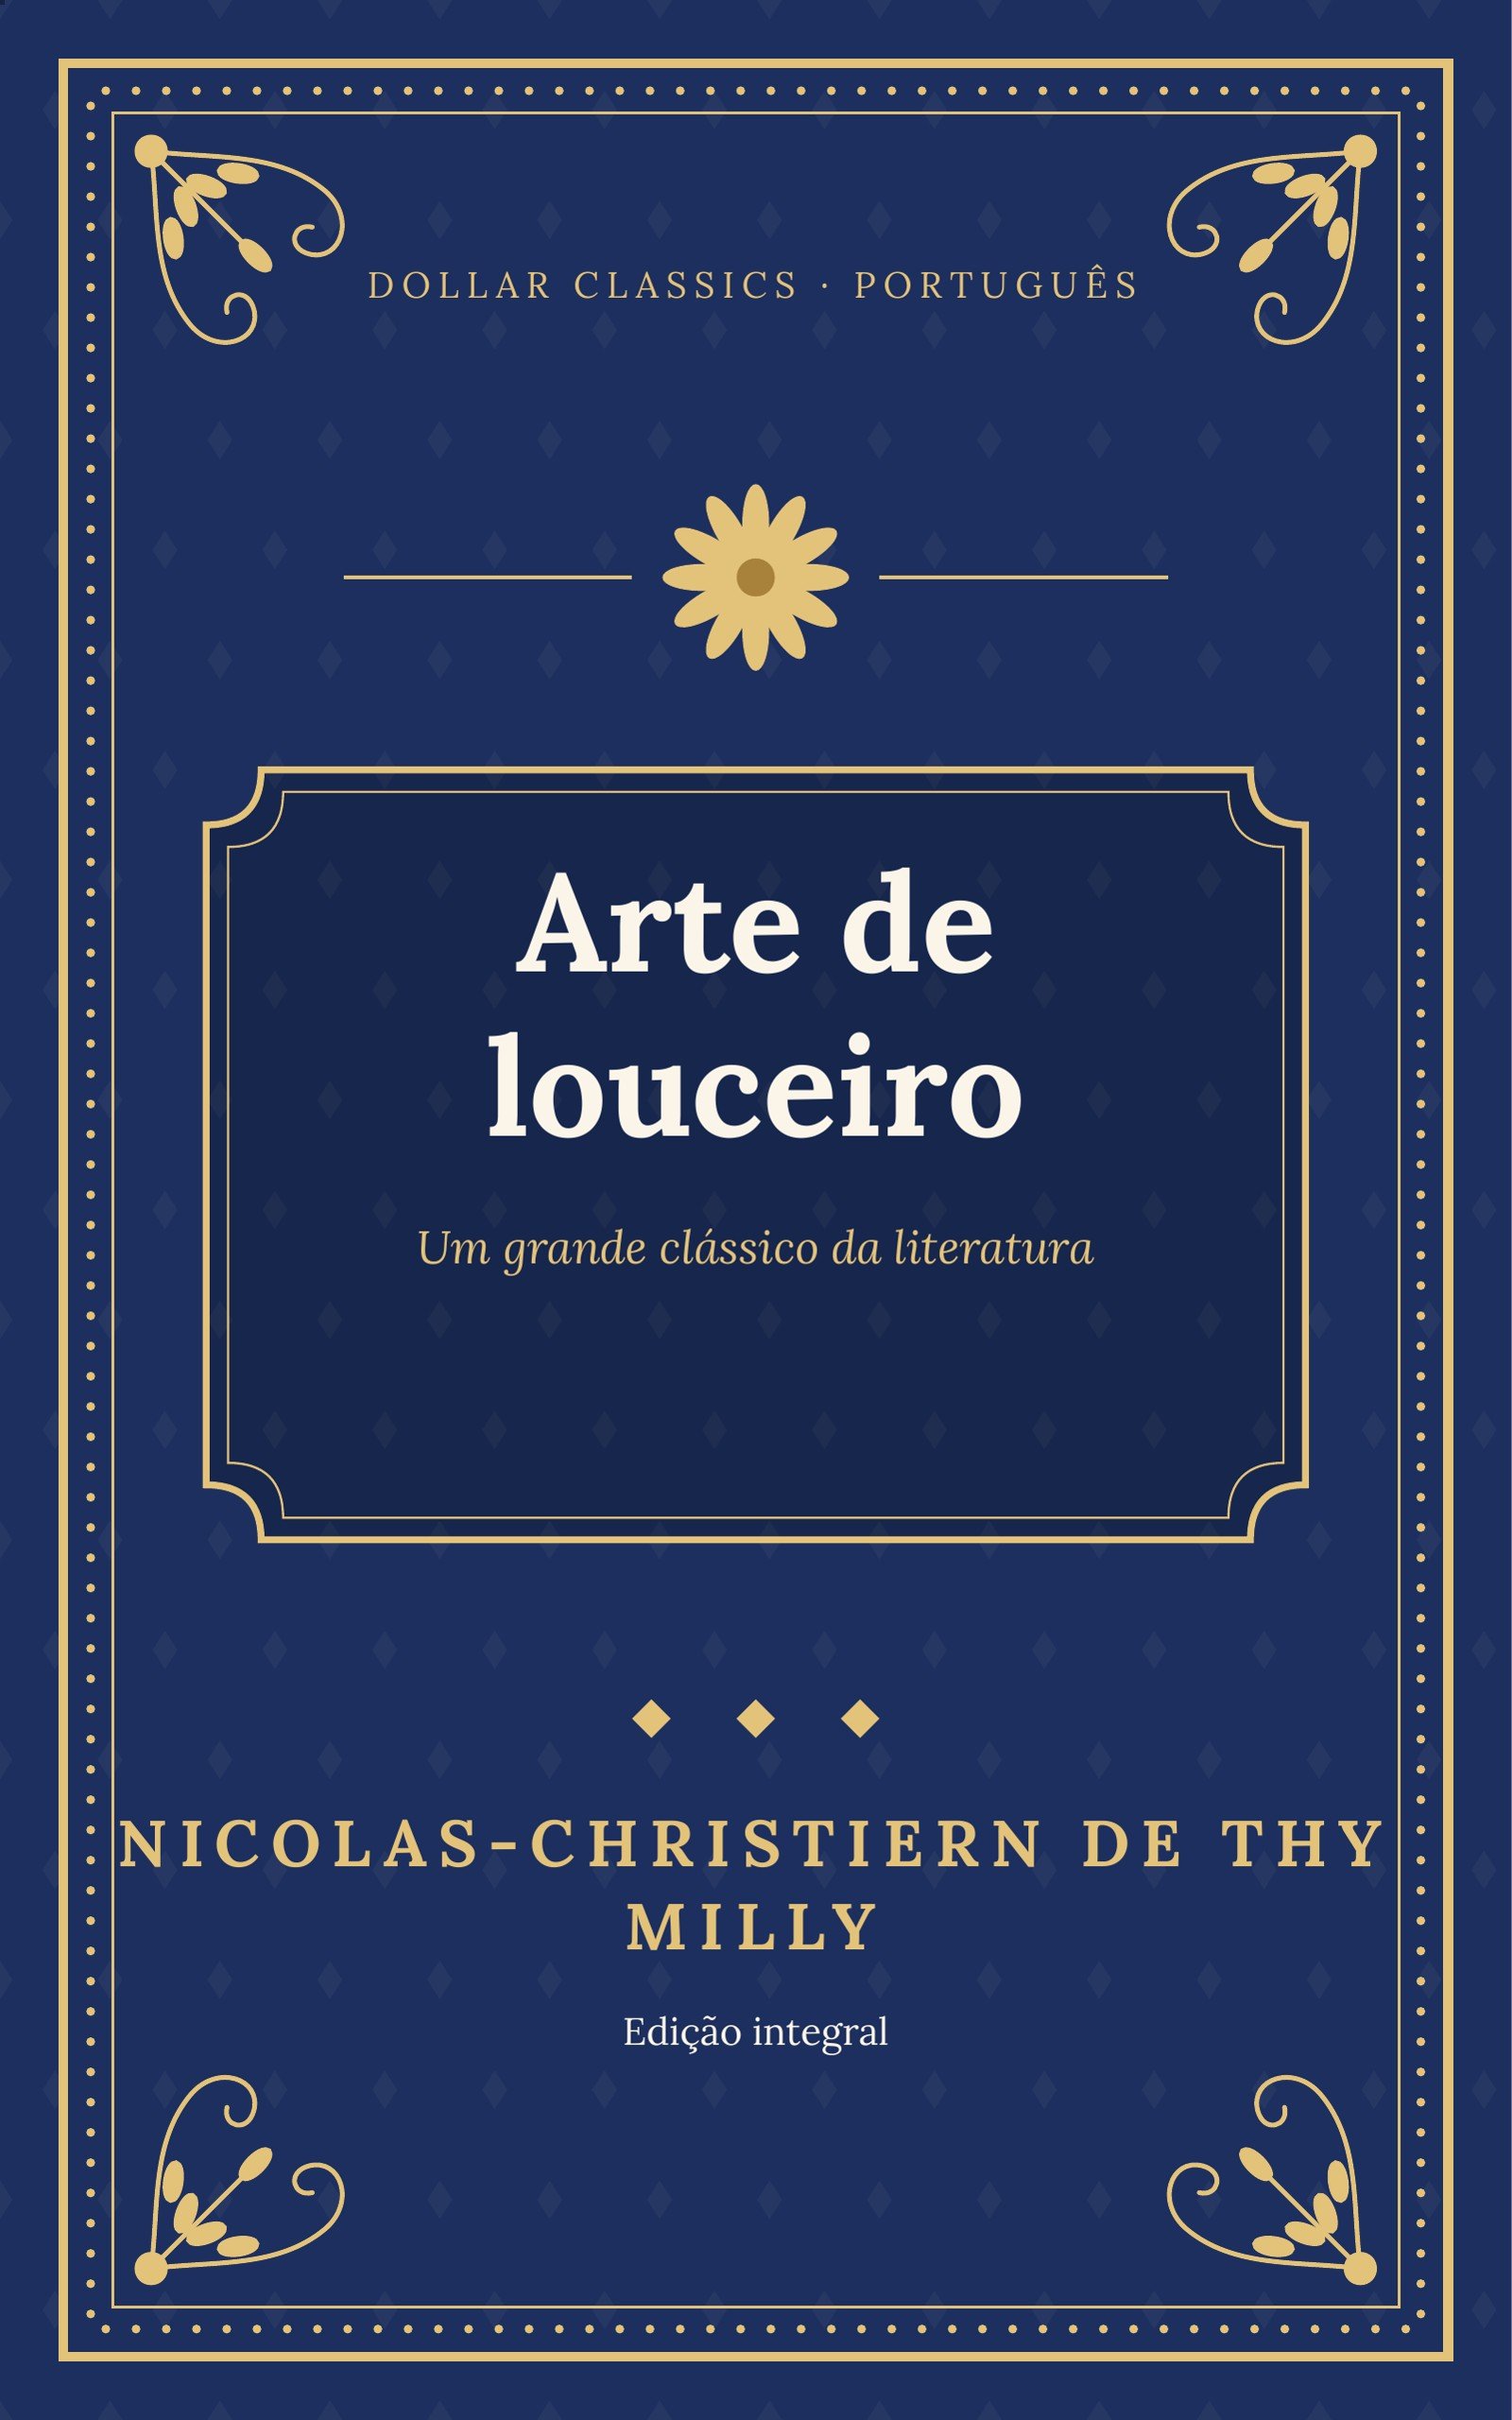 DOLLAR CLASSICS · PORTUGUÊS
Arte de
louceiro
Um grande clássico da literatura
NICOLAS-CHRISTIERN DE THY
MILLY
Edição integral